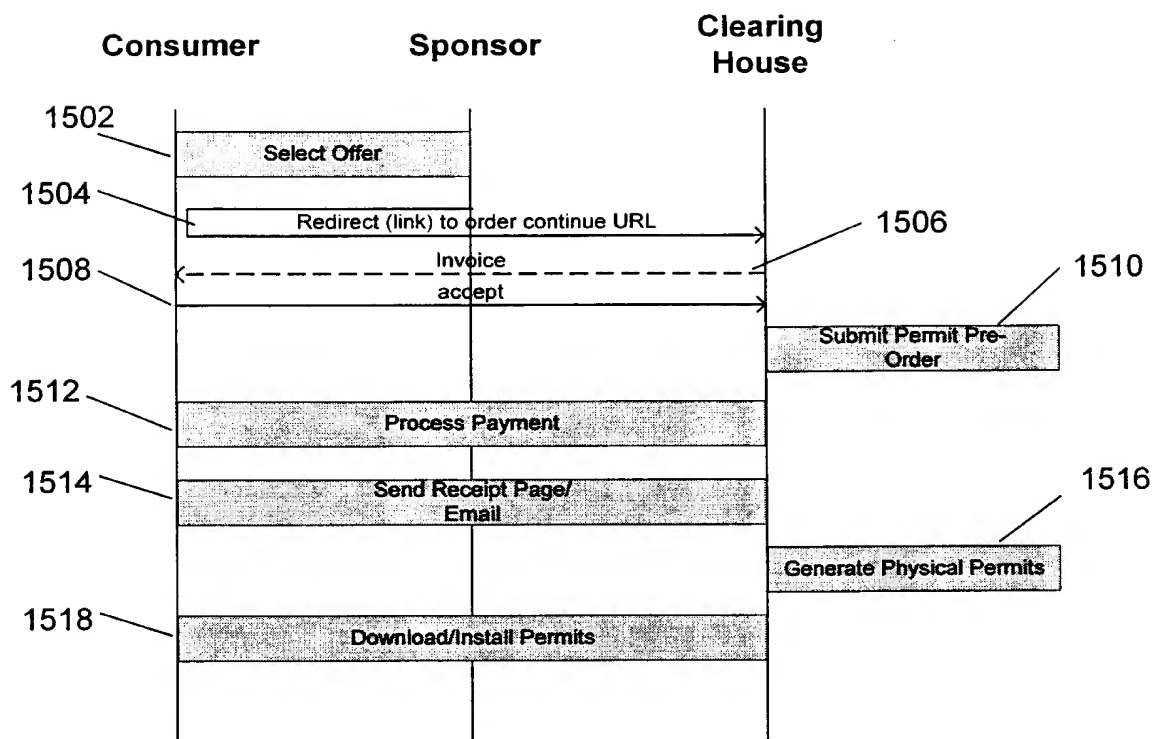 Consumer
Sponsor
Clearing
House
1502
Select Offer
1504
Redirect (link) to order continue URL
1506
Invoice
1508
accept
1510
Submit Permit Pre-
Order
1512
Process Payment
1514
Send Receipt Page/
Email
1516
Generate Physical Permits
1518
Download/Install Permits